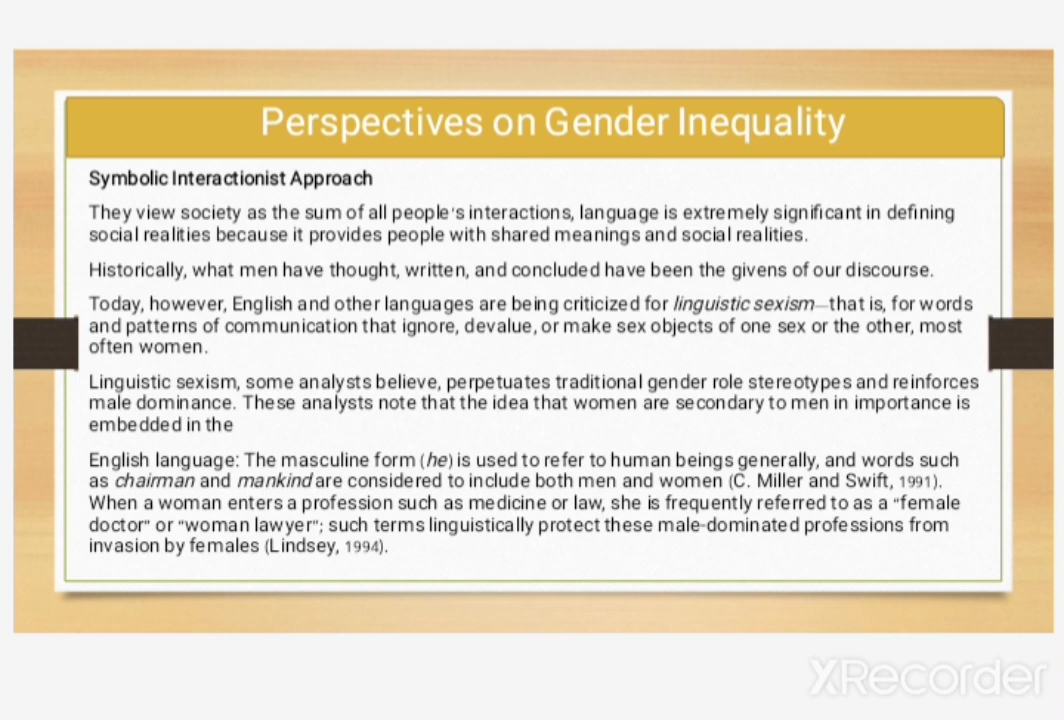 Perspectives on Gender Inequality
Symbolic Interactionist Approach
They view society as the sum of all people's interactions, language is extremely significant in defining
social realities because it provides people with shared meanings and social realities.
Historically, what men have thought, written, and concluded have been the givens of our discourse.
Today, however, English and other languages are being criticized for linguistic sexism—that is, for words
and patterns of communication that ignore, devalue, or make sex objects of one sex or the other, most
often women.
Linguistic sexism, some analysts believe, perpetuates traditional gender role stereotypes and reinforces
male dominance. These analysts note that the idea that women are secondary to men in importance is
embedded in the
English language: The masculine form (he) is used to refer to human beings generally, and words such
as chairman and mankind are considered to include both men and women (C. Miller and Swift, 1991).
When a woman enters a profession such as medicine or law, she is frequently referred to as a "female
doctor" or "woman lawyer"; such terms linguistically protect these male-dominated professions from
invasion by females (Lindsey, 1994).
XRecorder